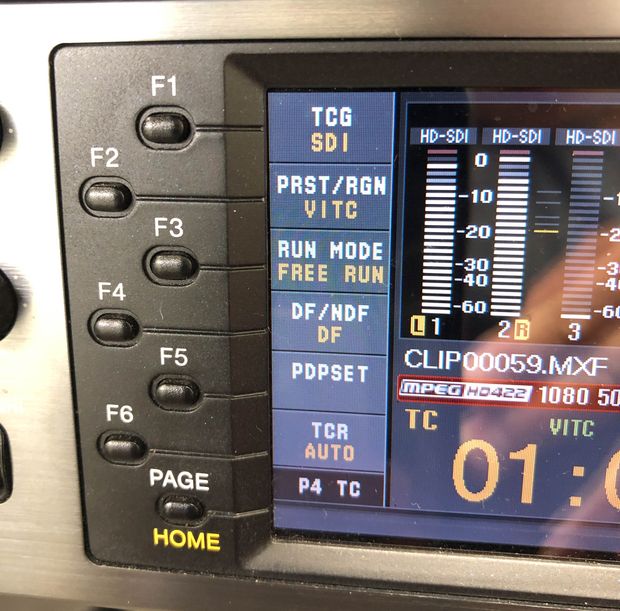 F1
F2
F3
F4
F5
F6
PAGE
HOME
TCG
SDI
PRST/RGN
VITC
RUN MODE
FREE RUN
DF/NDF
DF
PDPSET
TCR
AUTO
P4 TC
HD-SDI HD-SDI HD-SDI
0
-10
-20
-30
-40
-60
L 1 2 R 3
CLIP00059.MXF
MPEG HD422 1080 50
TC VITC
01:0